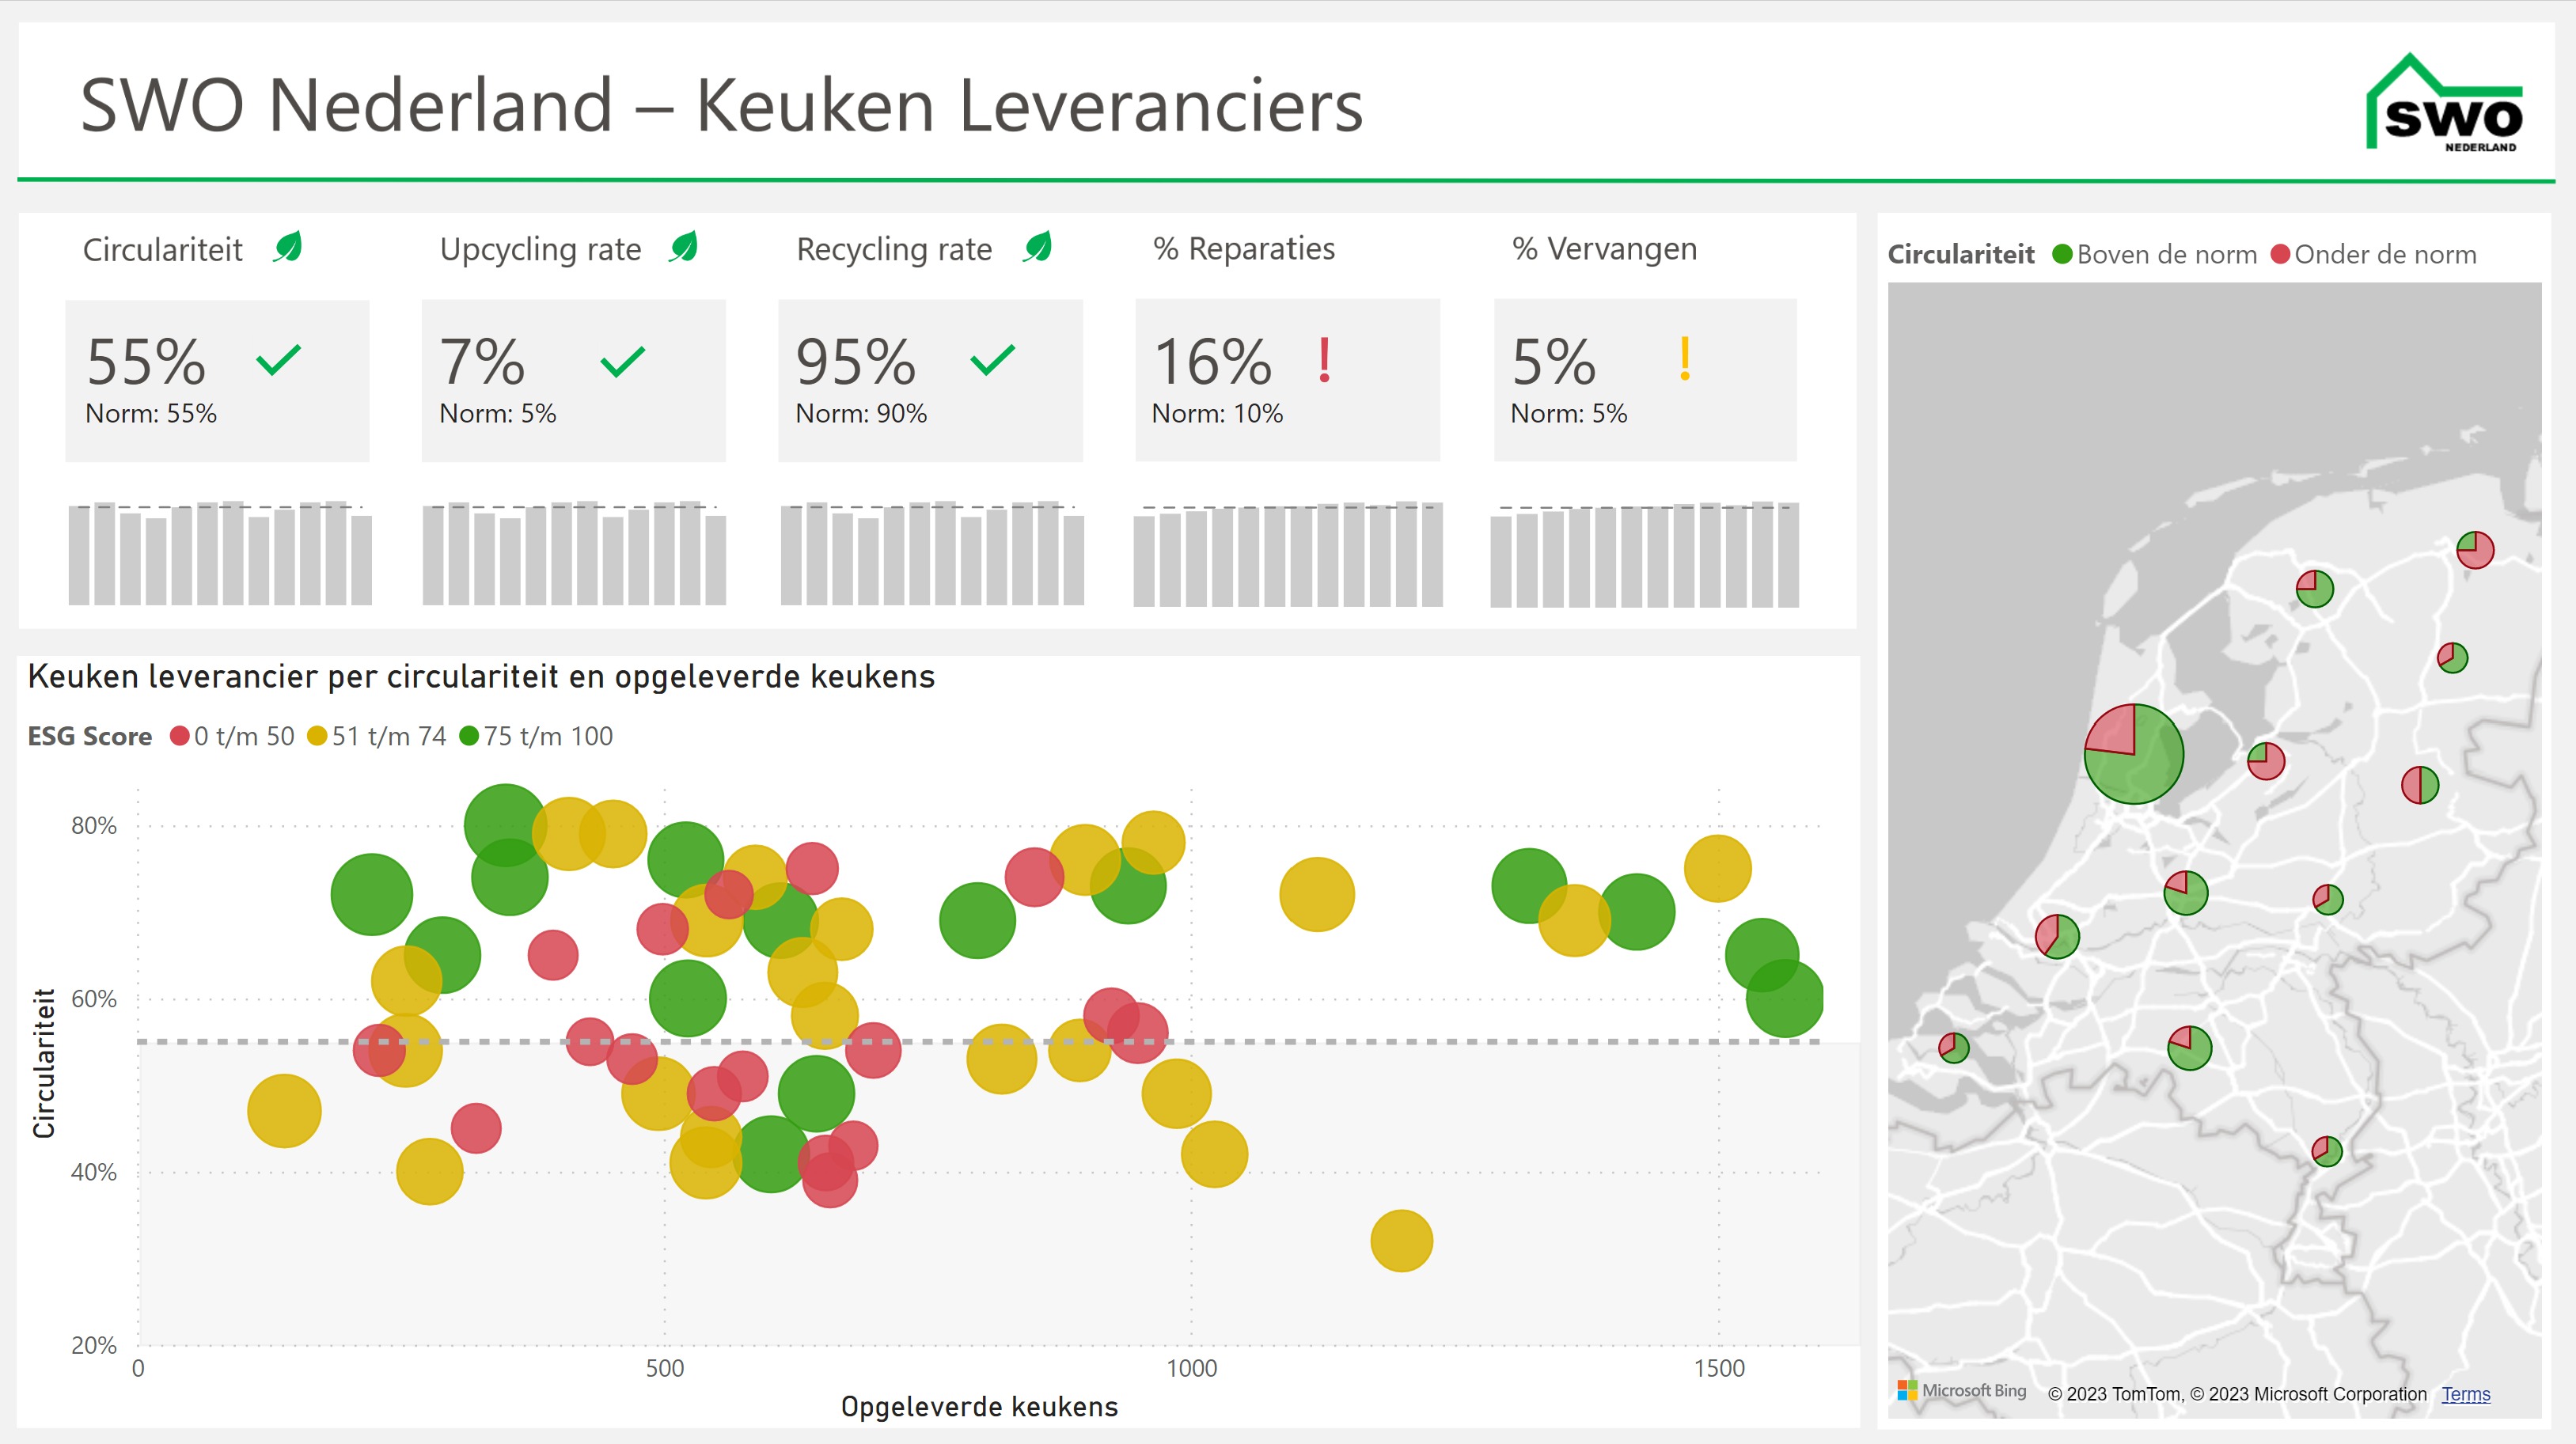 SWO Nederland – Keuken Leveranciers
SWO
NEDERLAND
Circulariteit
Upcycling rate
Recycling rate
% Reparaties
% Vervangen
55%
Norm: 55%
7%
Norm: 5%
95%
Norm: 90%
16% !
Norm: 10%
5% !
Norm: 5%
Keuken leverancier per circulariteit en opgeleverde keukens
ESG Score 0 t/m 50 51 t/m 74 75 t/m 100
Circulariteit
80%
60%
40%
20%
0 500 1000 1500
Opgeleverde keukens
Circulariteit Boven de norm Onder de norm
Microsoft Bing © 2023 TomTom, © 2023 Microsoft Corporation Terms